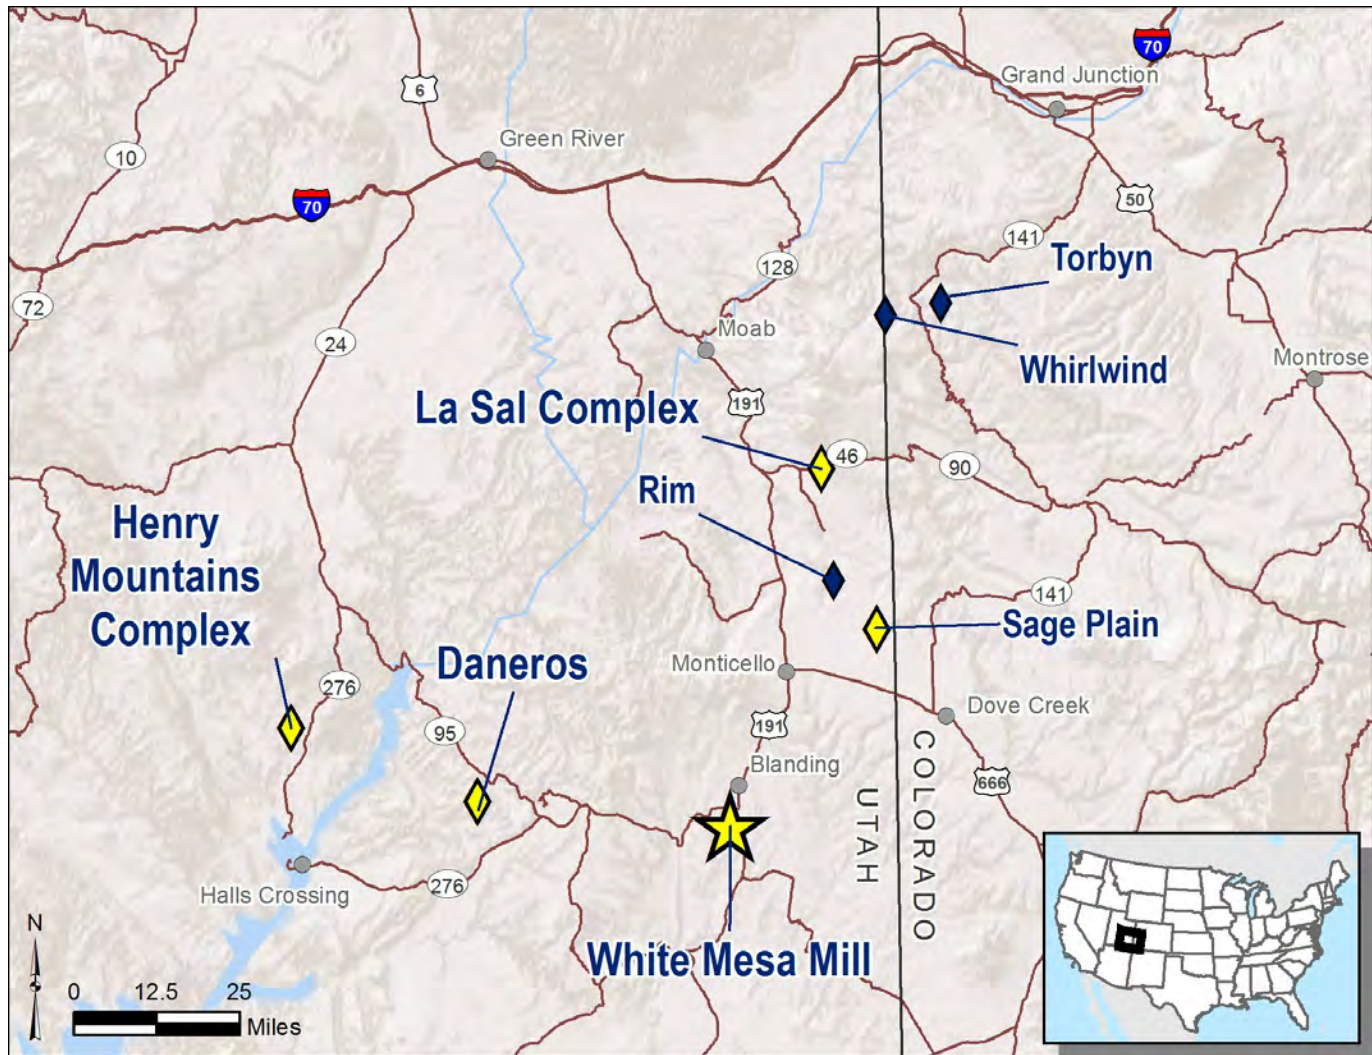 70
Grand Junction
6
Green River
10
70
50
141
Torbyn
128
72
Moab
24
Whirlwind
Montrose
La Sal Complex
191
46
90
Rim
Henry
Mountains
Complex
141
Sage Plain
Daneros
Monticello
276
Dove Creek
95
191
Blanding
666
UTAH
COLORADO
Halls Crossing
276
White Mesa Mill
N
0 12.5 25
Miles